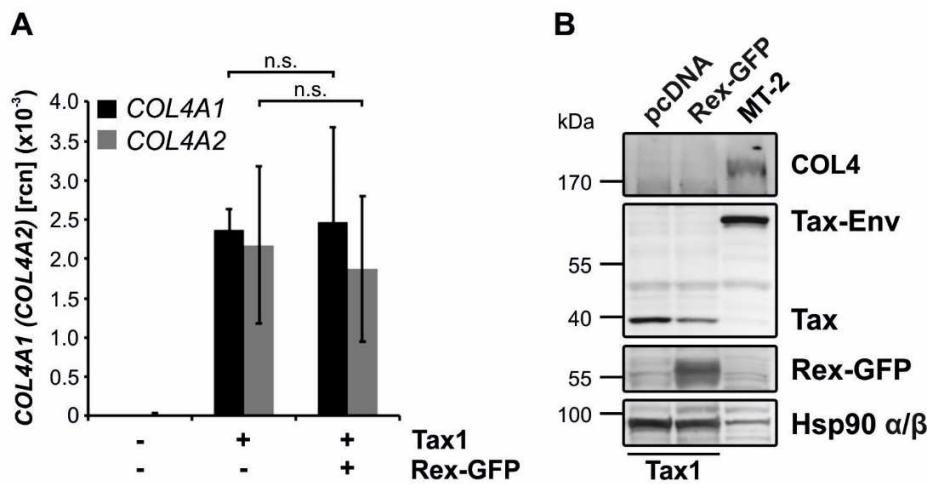 A
n.s.
n.s.
COL4A1 (COL4A2) [rcn] (x10⁻³)
4.0
3.5
3.0
2.5
2.0
1.5
1.0
0.5
0
COL4A1
COL4A2
- + + Tax1
- - + Rex-GFP
B
pcDNA
Rex-GFP
MT-2
kDa
170
COL4
Tax-Env
55
40
Tax
55
Rex-GFP
100
Hsp90 α/β
Tax1